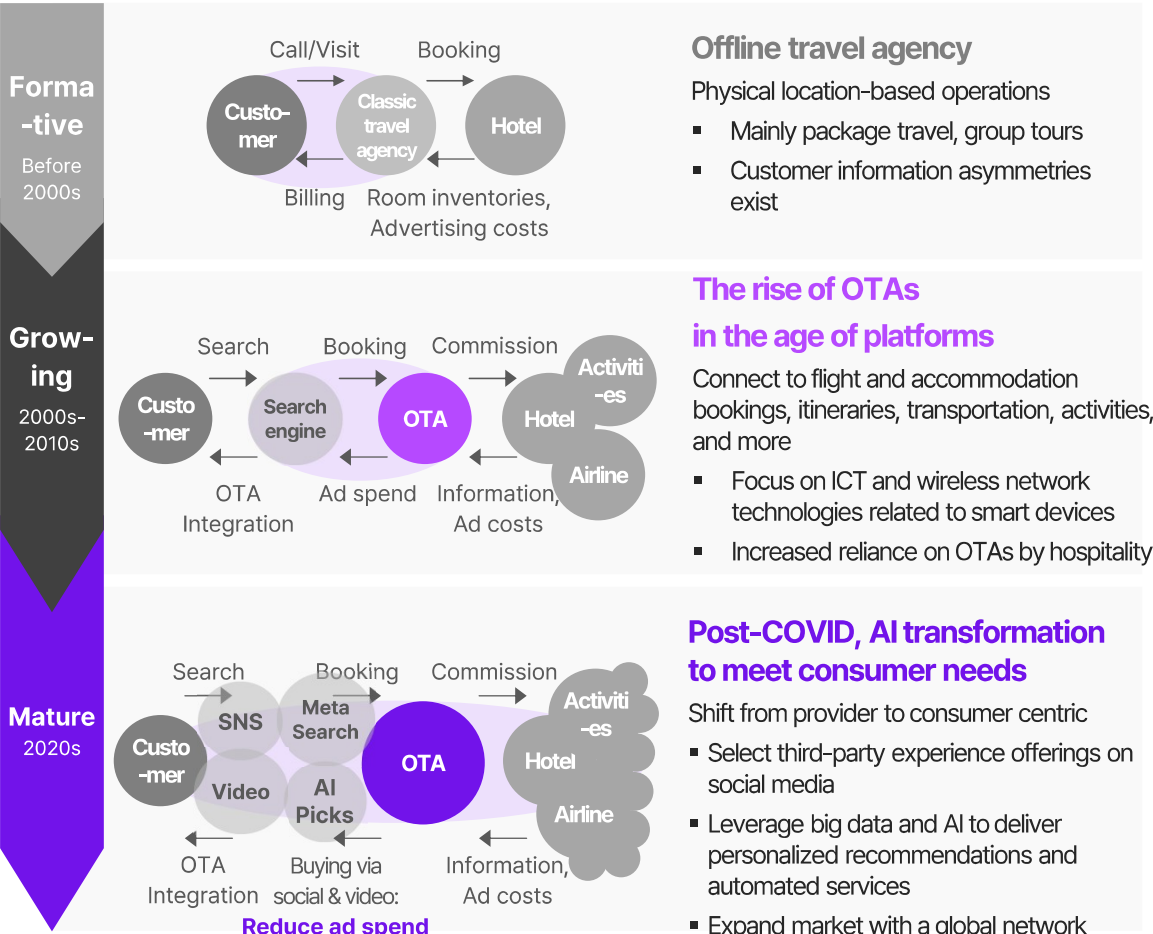 Forma
-tive
Before
2000s
Call/Visit
Booking
Custo-
mer
Classic
travel
agency
Hotel
Billing
Room inventories,
Advertising costs
Offline travel agency
Physical location-based operations
▪ Mainly package travel, group tours
▪ Customer information asymmetries
exist
Grow-
ing
2000s-
2010s
Search
Booking
Commission
Custo
-mer
Search
engine
OTA
Hotel
Activiti
-es
Airline
OTA
Integration
Ad spend
Information,
Ad costs
The rise of OTAs
in the age of platforms
Connect to flight and accommodation
bookings, itineraries, transportation, activities,
and more
▪ Focus on ICT and wireless network
technologies related to smart devices
▪ Increased reliance on OTAs by hospitality
Mature
2020s
Search
Booking
Commission
Custo
-mer
SNS
Meta
Search
Video
AI
Picks
OTA
Activiti
-es
Hotel
Airline
OTA
Integration
Buying via
social & video:
Reduce ad spend
Information,
Ad costs
Post-COVID, AI transformation
to meet consumer needs
Shift from provider to consumer centric
▪ Select third-party experience offerings on
social media
▪ Leverage big data and AI to deliver
personalized recommendations and
automated services
▪ Expand market with a global network